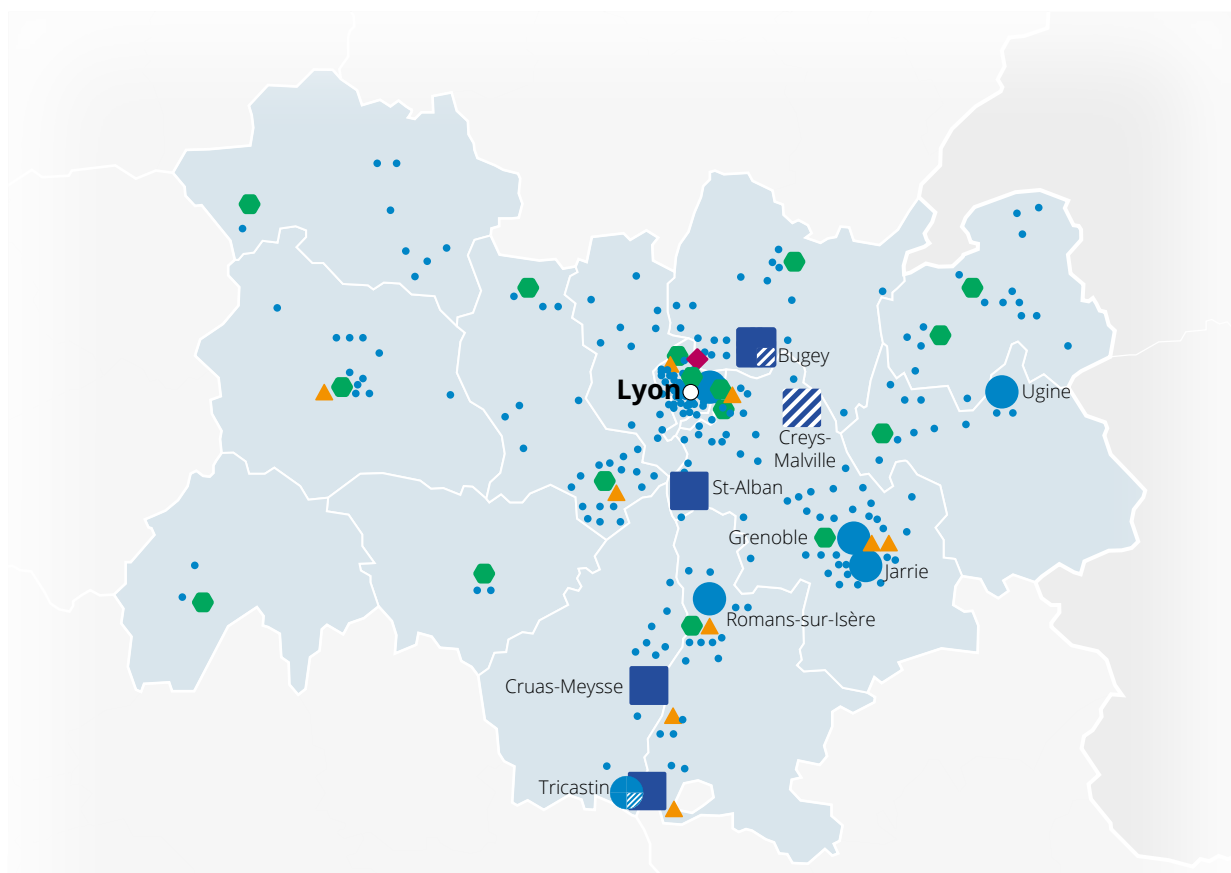 Bugey
Lyon
Ugine
Creys-
Malville
St-Alban
Grenoble
Jarrie
Romans-sur-Isère
Cruas-Meysse
Tricastin